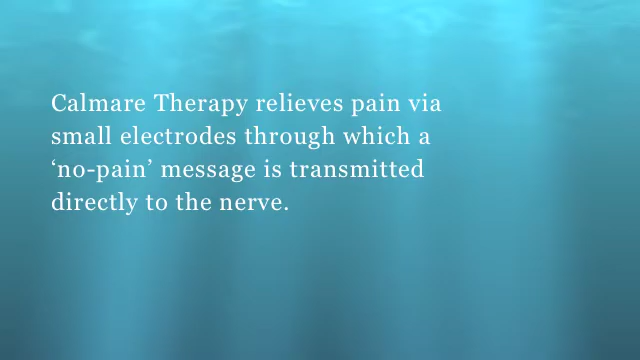 Calmare Therapy relieves pain via
small electrodes through which a
‘no-pain’ message is transmitted
directly to the nerve.